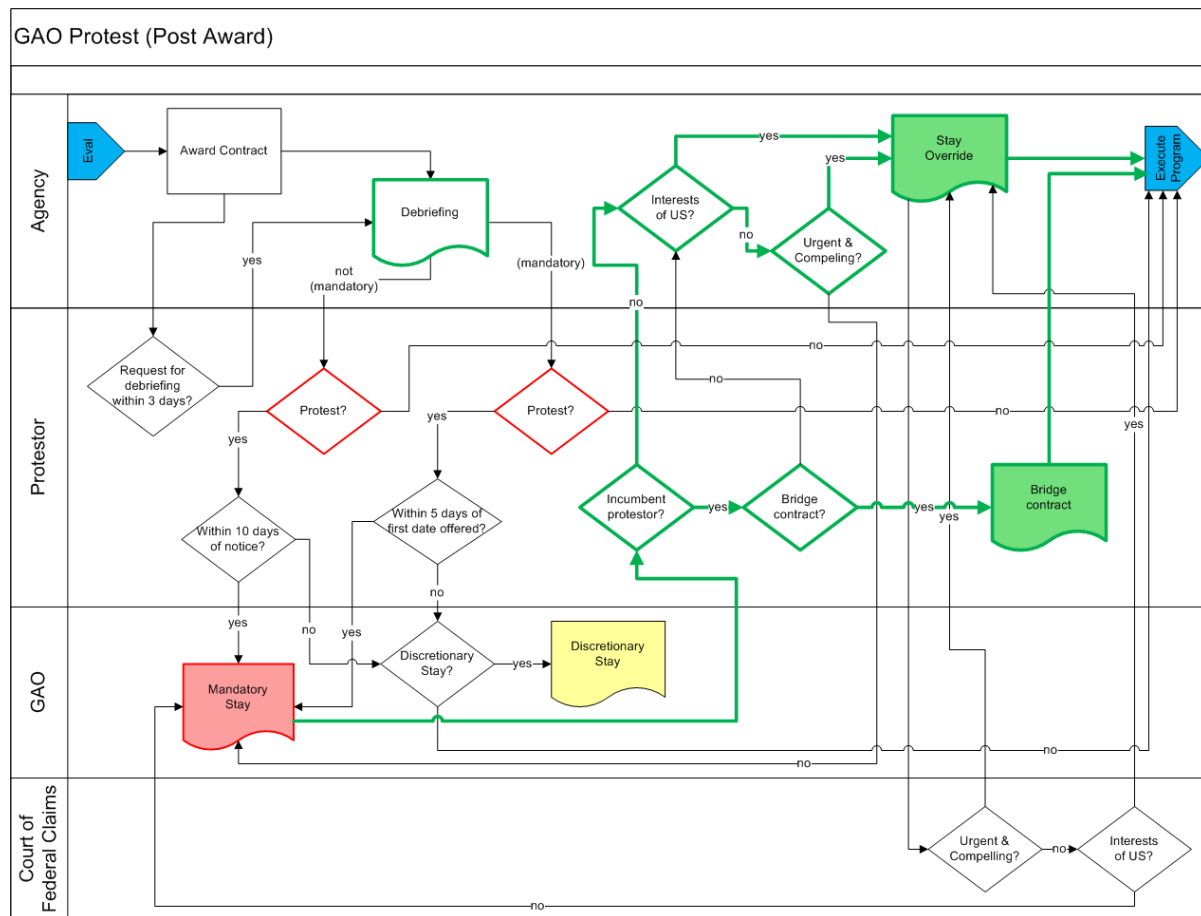 GAO Protest (Post Award)
Agency
Eval
Award Contract
Debriefing
yes
not
(mandatory)
(mandatory)
Interests
of US?
yes
no
Urgent &
Compeling?
yes
Stay
Override
Execute
Program
no
Protestor
Request for
debriefing
within 3 days?
Protest?
yes
no
Protest?
yes
no
no
yes
Within 10 days
of notice?
Within 5 days of
first date offered?
Incumbent
protestor?
yes
Bridge
contract?
yes
yes
Bridge
contract
GAO
yes
no
yes
no
Mandatory
Stay
Discretionary
Stay?
yes
Discretionary
Stay
no
no
Court of
Federal Claims
Urgent &
Compelling?
no
Interests
of US?
no